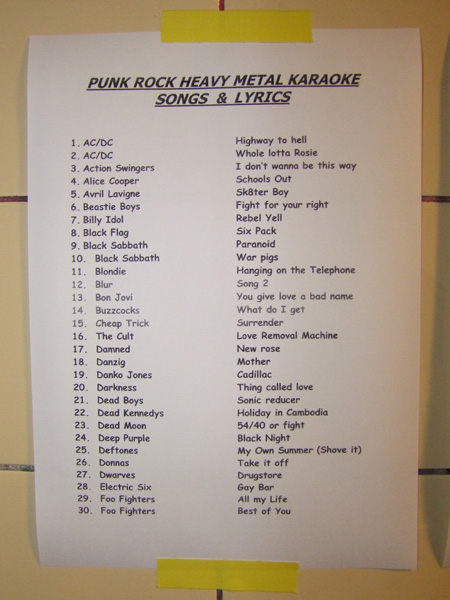 PUNK ROCK HEAVY METAL KARAOKE
SONGS & LYRICS
1. AC/DC Highway to hell
2. AC/DC Whole lotta Rosie
3. Action Swingers I don't wanna be this way
4. Alice Cooper Schools Out
5. Avril Lavigne Sk8ter Boy
6. Beastie Boys Fight for your right
7. Billy Idol Rebel Yell
8. Black Flag Six Pack
9. Black Sabbath Paranoid
10. Black Sabbath War pigs
11. Blondie Hanging on the Telephone
12. Blur Song 2
13. Bon Jovi You give love a bad name
14. Buzzcocks What do I get
15. Cheap Trick Surrender
16. The Cult Love Removal Machine
17. Damned New rose
18. Danzig Mother
19. Danko Jones Cadillac
20. Darkness Thing called love
21. Dead Boys Sonic reducer
22. Dead Kennedys Holiday in Cambodia
23. Dead Moon 54/40 or fight
24. Deep Purple Black Night
25. Deftones My Own Summer (Shove it)
26. Donnas Take it off
27. Dwarves Drugstore
28. Electric Six Gay Bar
29. Foo Fighters All my Life
30. Foo Fighters Best of You